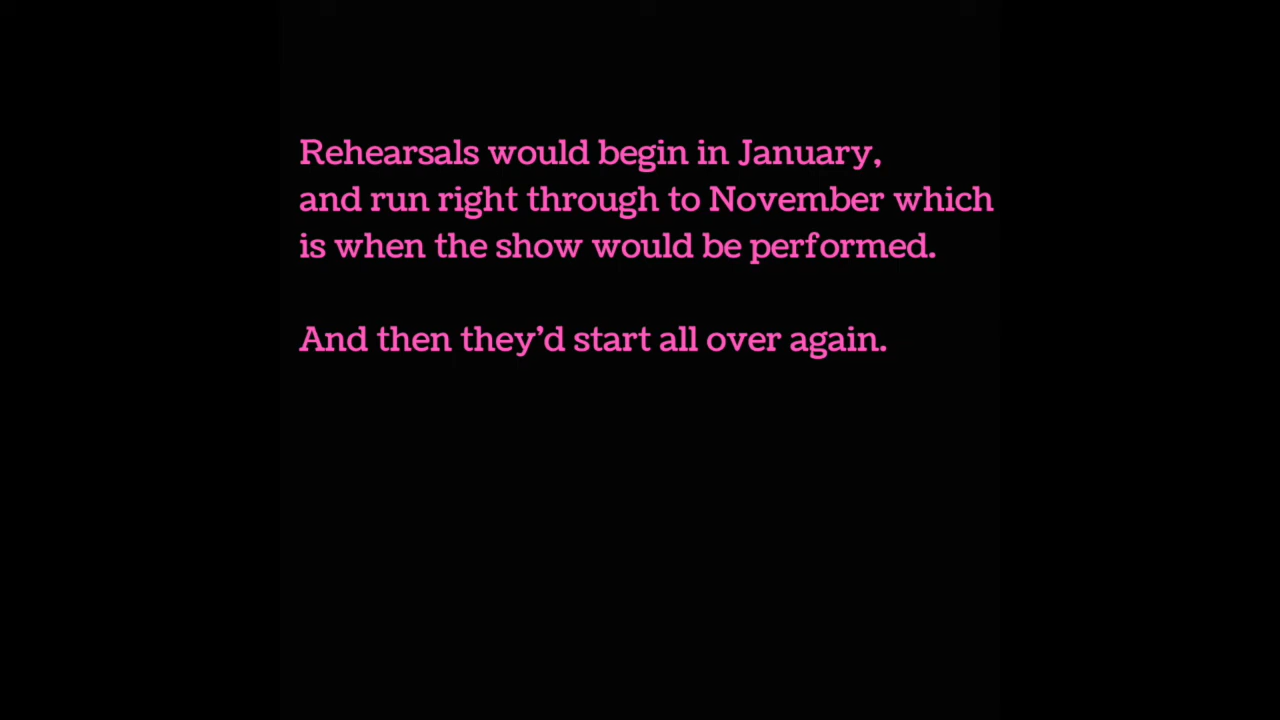 Rehearsals would begin in January,
and run right through to November which
is when the show would be performed.
And then they’d start all over again.